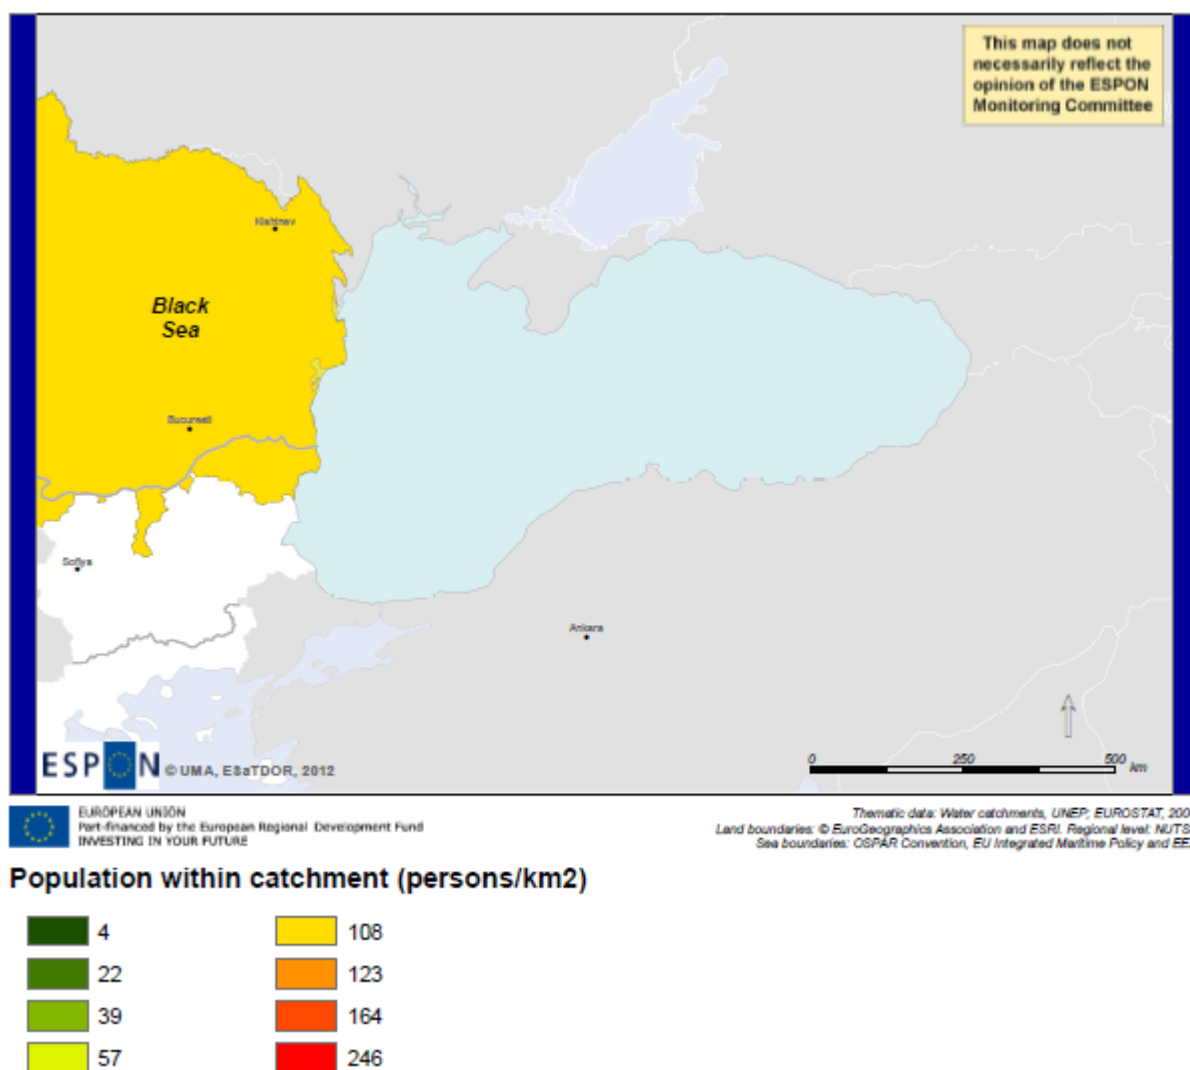 This map does not
necessarily reflect the
opinion of the ESPON
Monitoring Committee
Kishinev
Black
Sea
Bucuresti
Sofiya
Ankara
0 250 500 km
ESPON © UMA, ESaTDOR, 2012
EUROPEAN UNION
Part-financed by the European Regional Development Fund
INVESTING IN YOUR FUTURE
Thematic data: Water catchments, UNEP; EUROSTAT, 200
Land boundaries: © EuroGeographics Association and ESRI. Regional level: NUTS
Sea boundaries: OSPAR Convention, EU Integrated Maritime Policy and EE
Population within catchment (persons/km2)
4 108
22 123
39 164
57 246